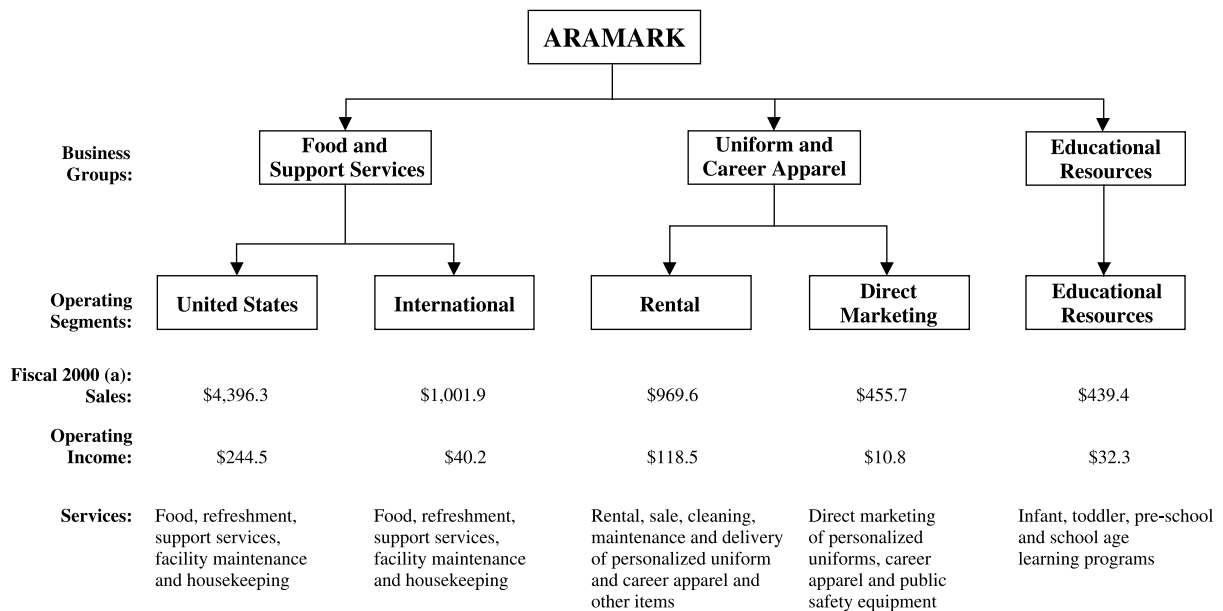 ARAMARK
Business
Groups:
Food and
Support Services
Uniform and
Career Apparel
Educational
Resources
Operating
Segments:
United States
International
Rental
Direct
Marketing
Educational
Resources
Fiscal 2000 (a):
Sales:
$4,396.3
$1,001.9
$969.6
$455.7
$439.4
Operating
Income:
$244.5
$40.2
$118.5
$10.8
$32.3
Services:
Food, refreshment,
support services,
facility maintenance
and housekeeping
Food, refreshment,
support services,
facility maintenance
and housekeeping
Rental, sale, cleaning,
maintenance and delivery
of personalized uniform
and career apparel and
other items
Direct marketing
of personalized
uniforms, career
apparel and public
safety equipment
Infant, toddler, pre-school
and school age
learning programs